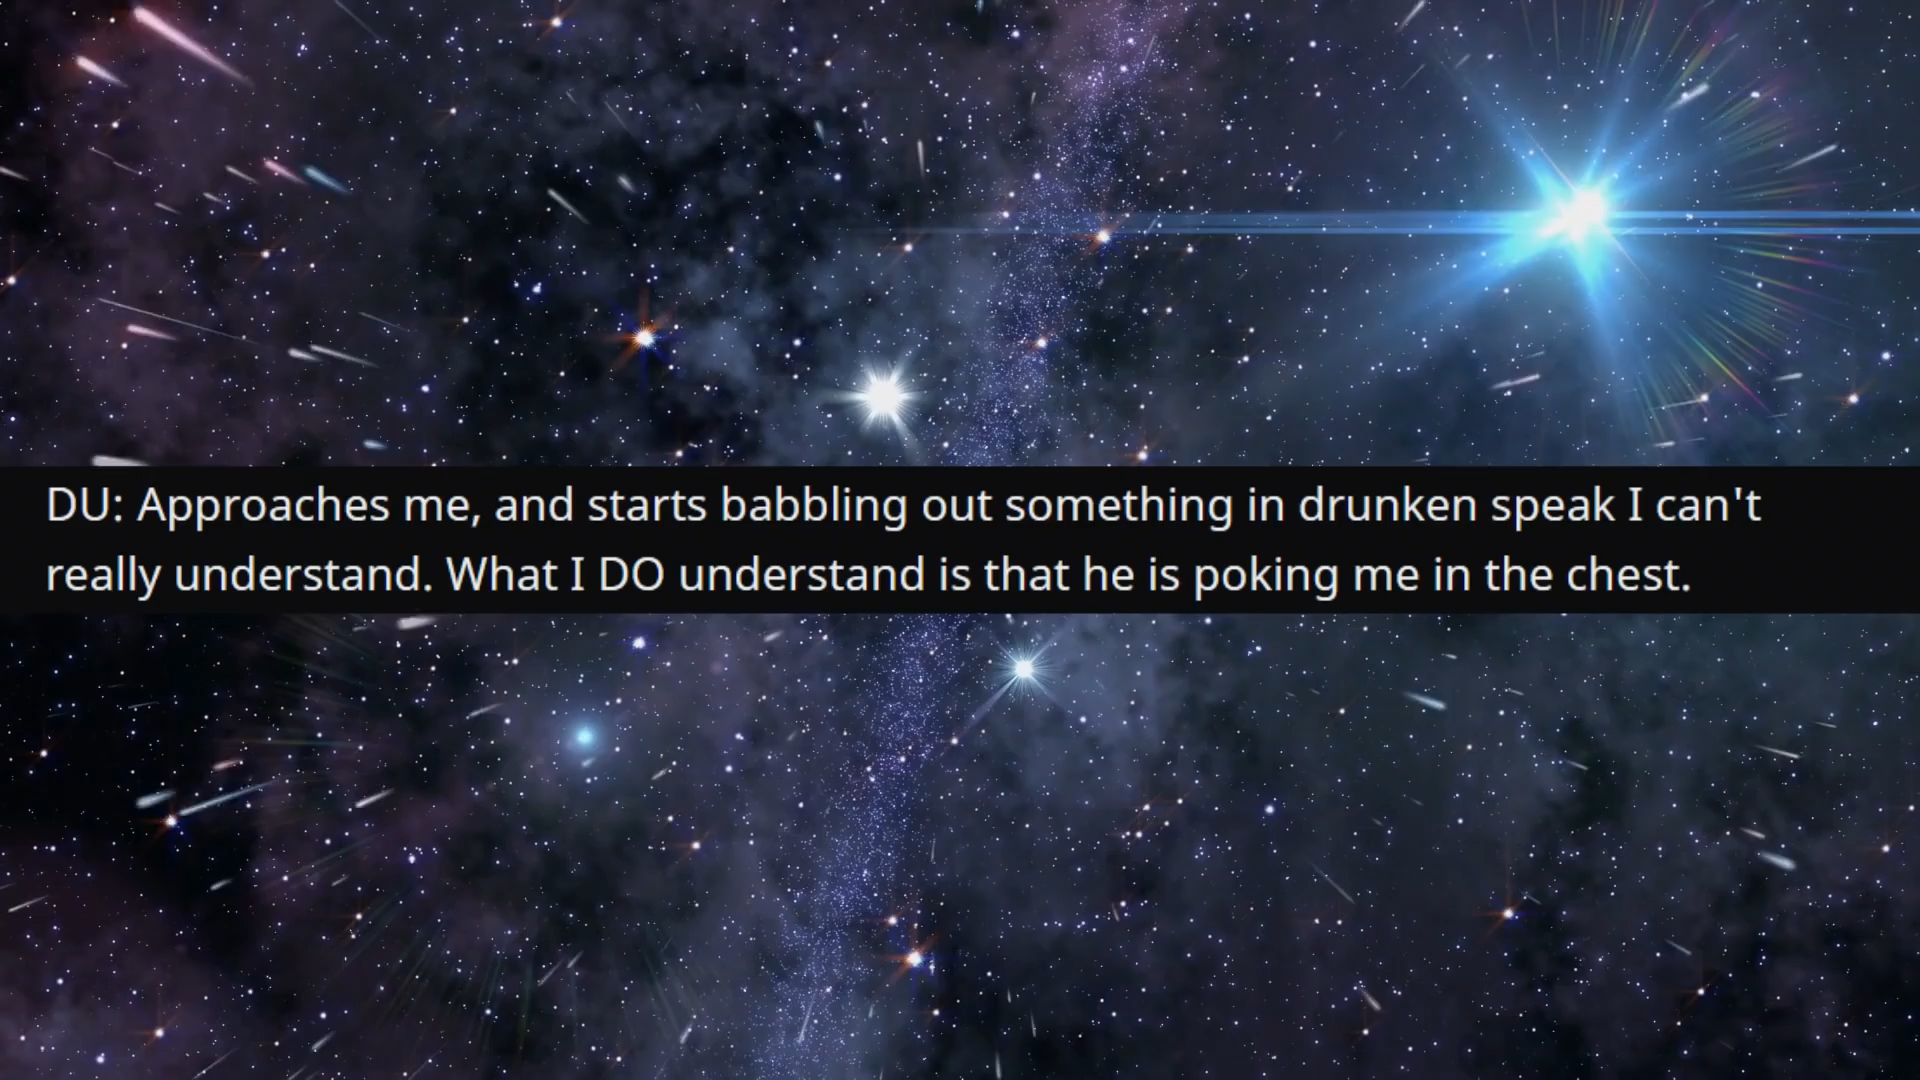 DU: Approaches me, and starts babbling out something in drunken speak I can't
really understand. What I DO understand is that he is poking me in the chest.